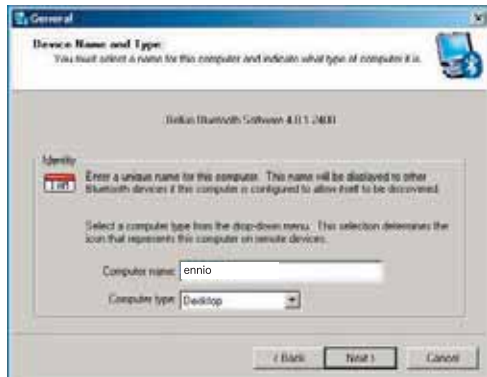 General
Device Name and Type
You must select a name for this computer and indicate what type of computer it is.
Belkin Bluetooth Software 4.0.1.2400
Identity
Enter a unique name for this computer. This name will be displayed to other
Bluetooth devices if this computer is configured to allow itself to be discovered.
Select a computer type from the drop-down menu. This selection determines the
icon that represents this computer on remote devices.
Computer name: ennio
Computer type: Desktop
< Back
Next >
Cancel